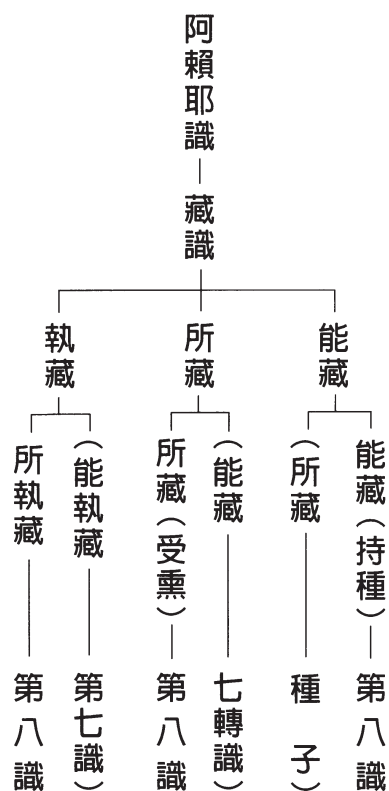 阿賴耶識—藏識
能藏
能藏（持種）—第八識
（所藏——種子）
所藏
（能藏——七轉識）
所藏（受熏）—第八識
執藏
（能執藏——第七識）
所執藏——第八識